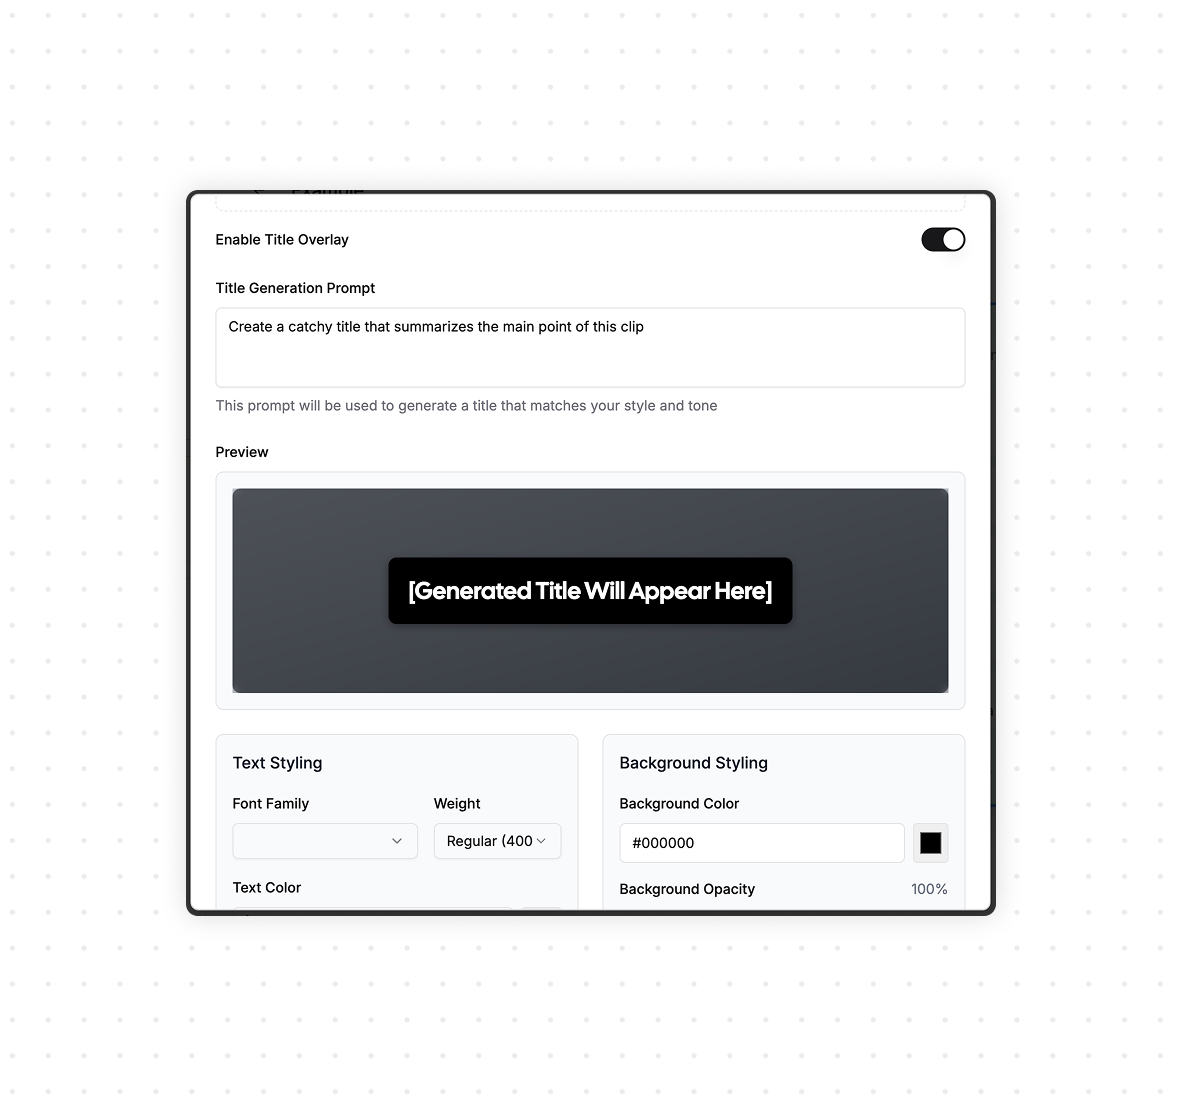 Example
Enable Title Overlay
Title Generation Prompt
Create a catchy title that summarizes the main point of this clip
This prompt will be used to generate a title that matches your style and tone
Preview
[Generated Title Will Appear Here]
Text Styling
Font Family
Weight
Regular (400
Text Color
Background Styling
Background Color
#000000
Background Opacity
100%